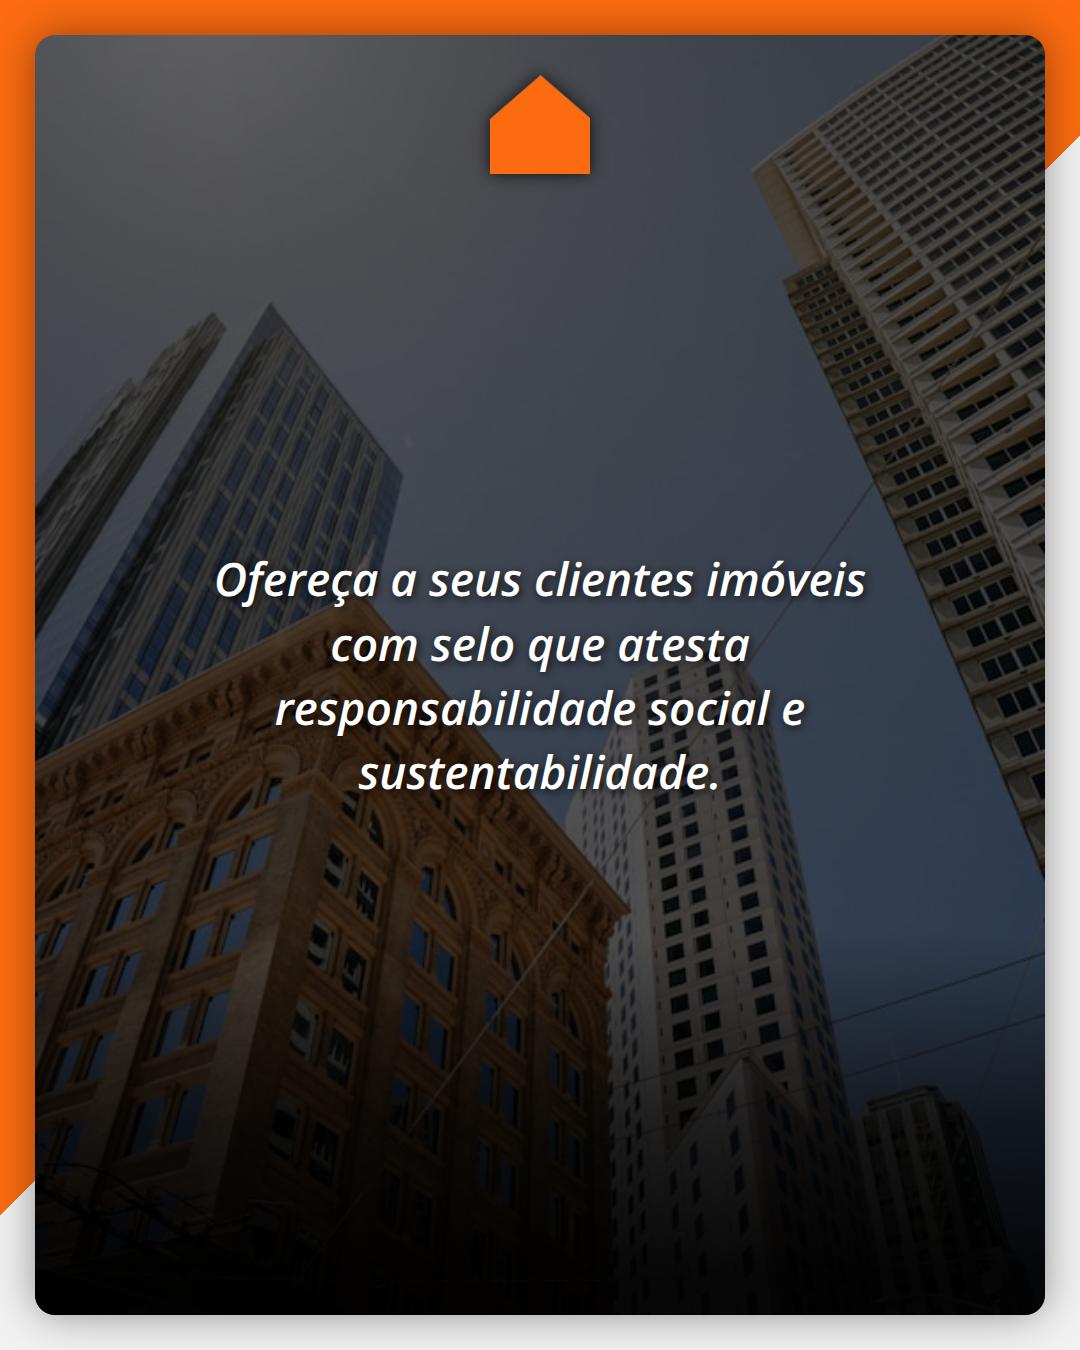 Ofereça a seus clientes imóveis
com selo que atesta
responsabilidade social e
sustentabilidade.